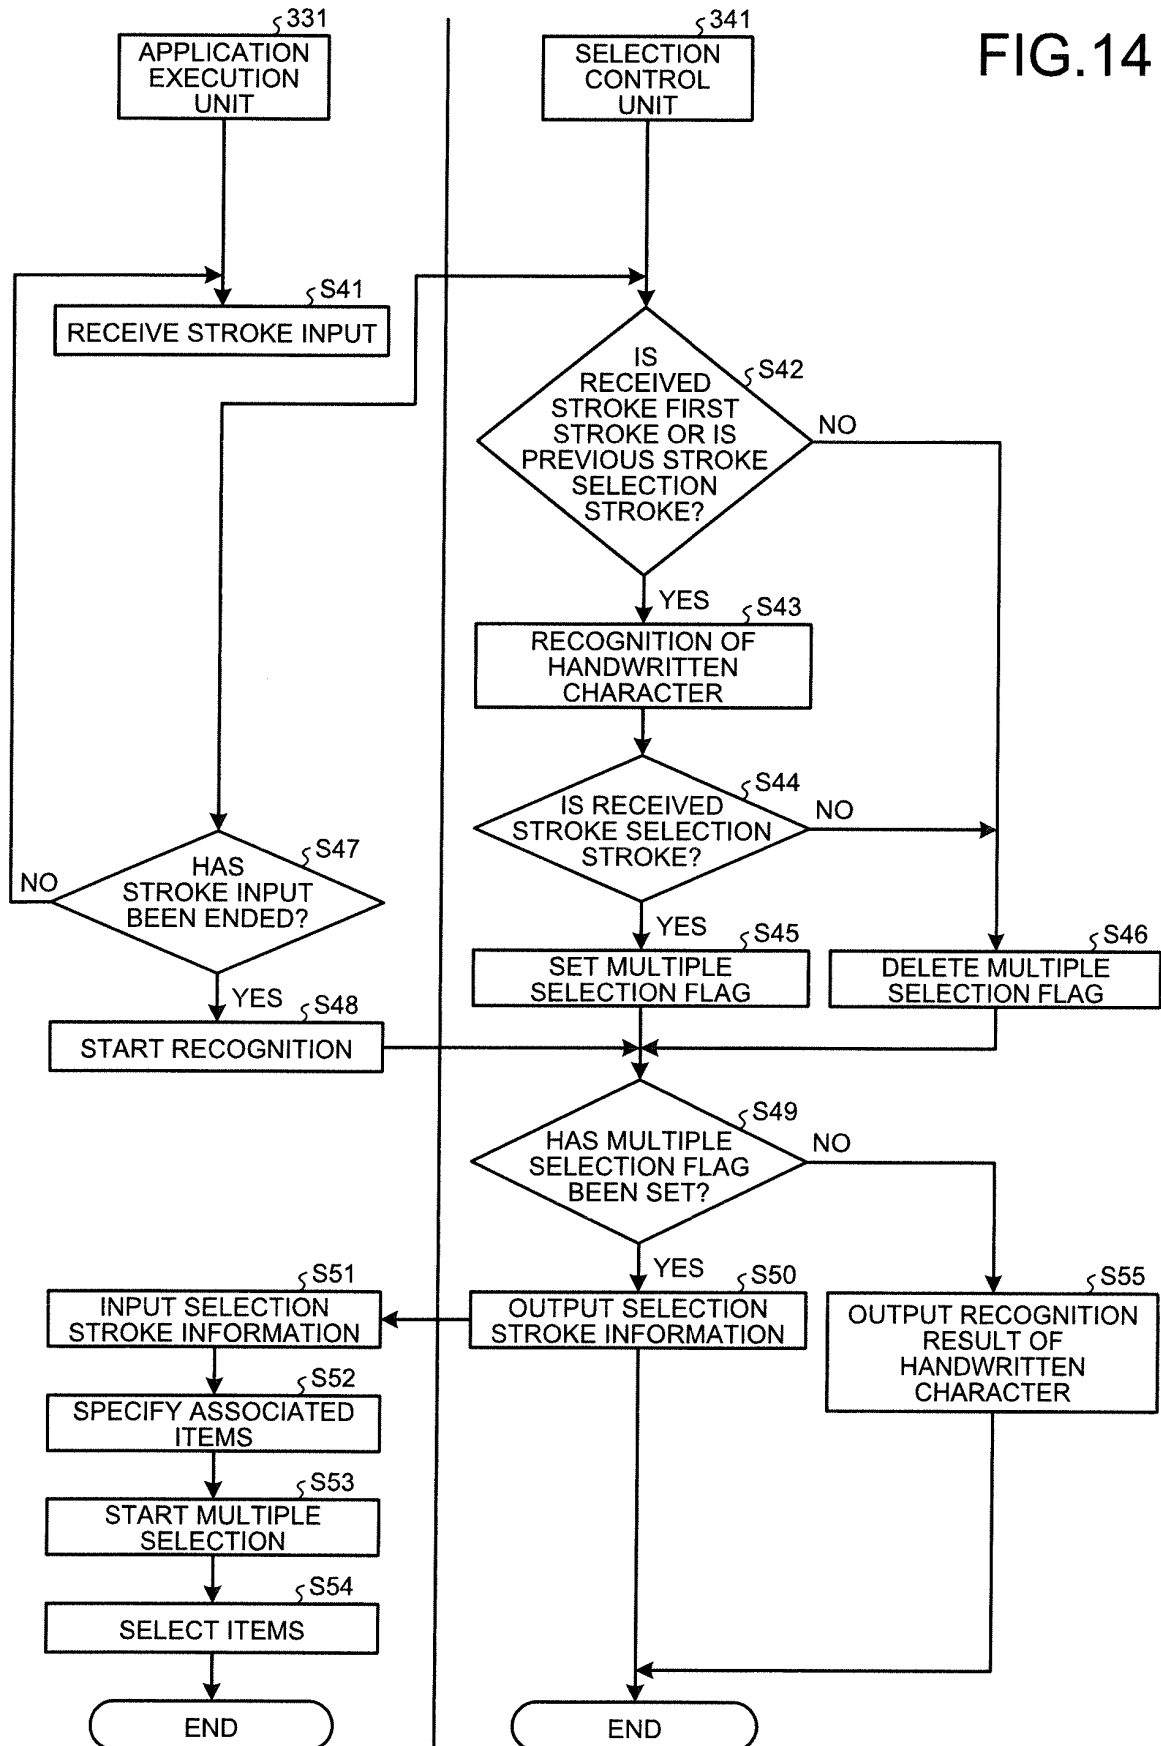 FIG.14
331
APPLICATION
EXECUTION
UNIT
341
SELECTION
CONTROL
UNIT
S41
RECEIVE STROKE INPUT
S42
IS
RECEIVED
STROKE FIRST
STROKE OR IS
PREVIOUS STROKE
SELECTION
STROKE?
NO
YES
S43
RECOGNITION OF
HANDWRITTEN
CHARACTER
S44
IS RECEIVED
STROKE SELECTION
STROKE?
NO
YES
S45
SET MULTIPLE
SELECTION FLAG
S46
DELETE MULTIPLE
SELECTION FLAG
S47
HAS
STROKE INPUT
BEEN ENDED?
NO
YES
S48
START RECOGNITION
S49
HAS MULTIPLE
SELECTION FLAG
BEEN SET?
NO
YES
S50
OUTPUT SELECTION
STROKE INFORMATION
S55
OUTPUT RECOGNITION
RESULT OF
HANDWRITTEN
CHARACTER
S51
INPUT SELECTION
STROKE INFORMATION
S52
SPECIFY ASSOCIATED
ITEMS
S53
START MULTIPLE
SELECTION
S54
SELECT ITEMS
END
END